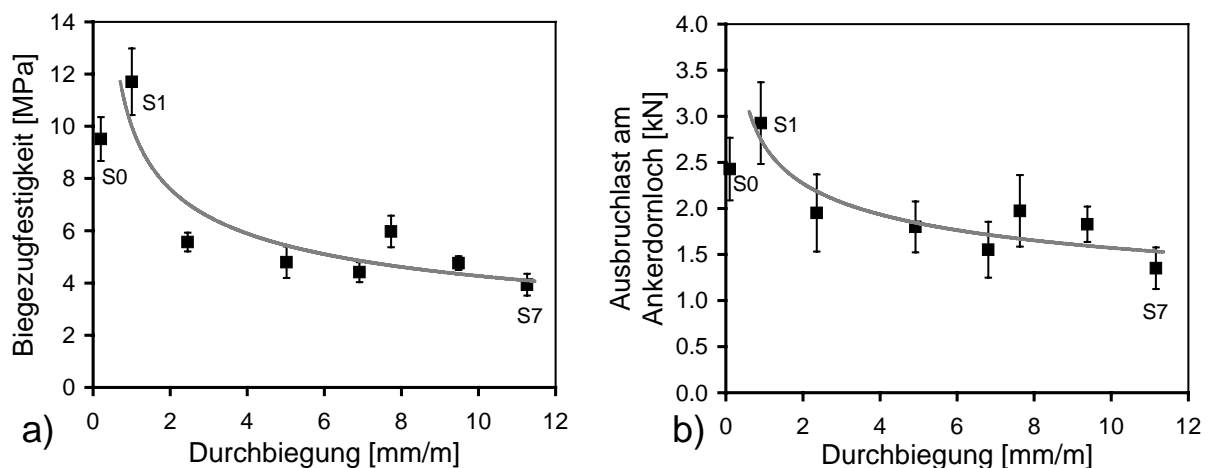 14
12
10
8
6
4
2
0
Biegezugfestigkeit [MPa]
S1
S0
S7
0 2 4 6 8 10 12
a)
Durchbiegung [mm/m]
4.0
3.5
3.0
2.5
2.0
1.5
1.0
0.5
0.0
Ausbruchlast am
Ankerdornloch [kN]
S1
S0
S7
0 2 4 6 8 10 12
b)
Durchbiegung [mm/m]